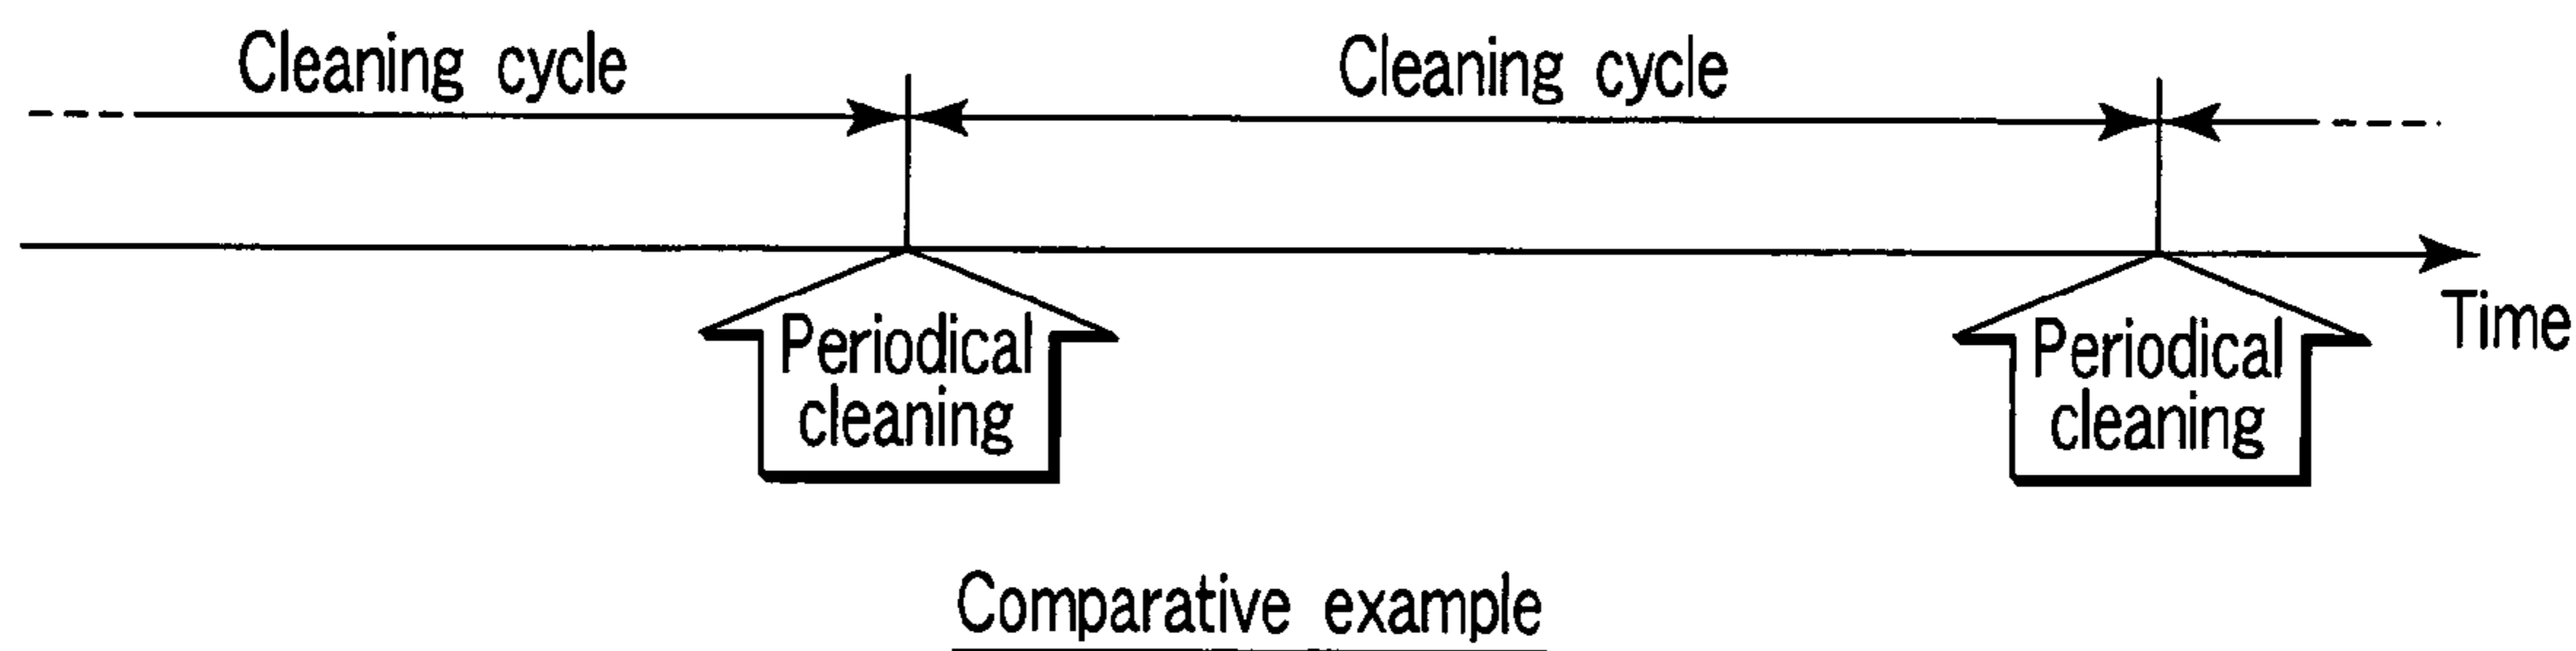 Cleaning cycle
Cleaning cycle
Time
Periodical
cleaning
Periodical
cleaning
Comparative example